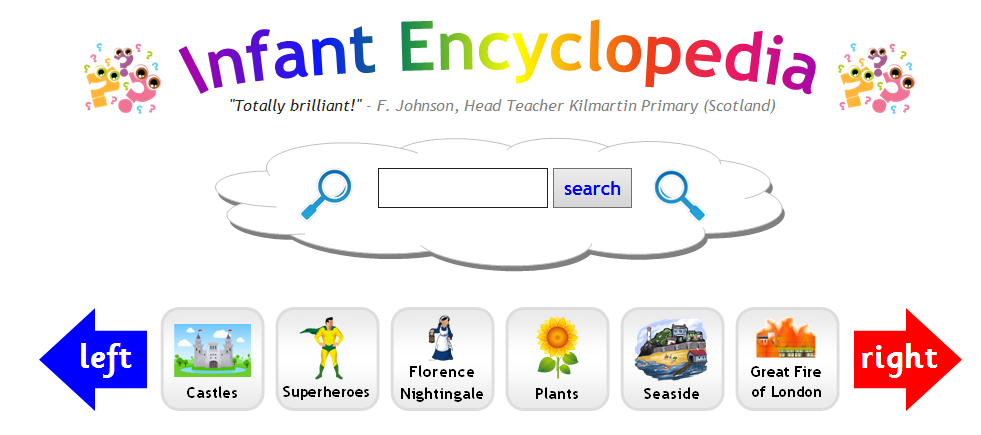 Infant Encyclopedia
"Totally brilliant!" - F. Johnson, Head Teacher Kilmartin Primary (Scotland)
search
left
Castles
Superheroes
Florence
Nightingale
Plants
Seaside
Great Fire
of London
right